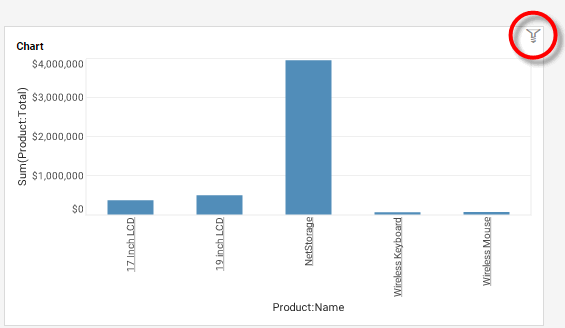 Chart
$4,000,000
$3,000,000
$2,000,000
$1,000,000
$0
Sum(Product:Total)
17 Inch LCD
19 inch LCD
NetStorage
Wireless Keyboard
Wireless Mouse
Product:Name